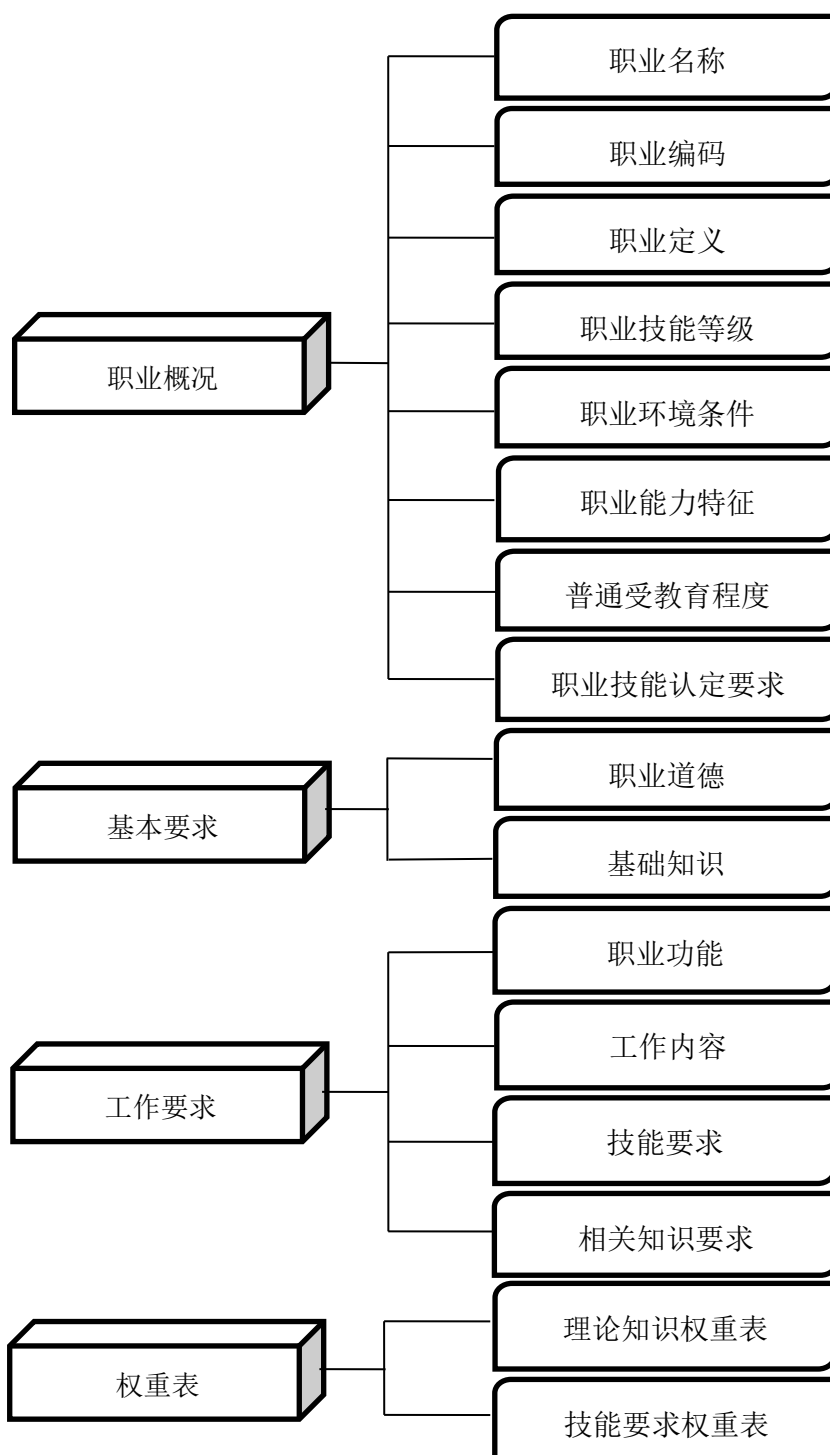 职业概况
职业名称
职业编码
职业定义
职业技能等级
职业环境条件
职业能力特征
普通受教育程度
职业技能认定要求
基本要求
职业道德
基础知识
工作要求
职业功能
工作内容
技能要求
相关知识要求
权重表
理论知识权重表
技能要求权重表